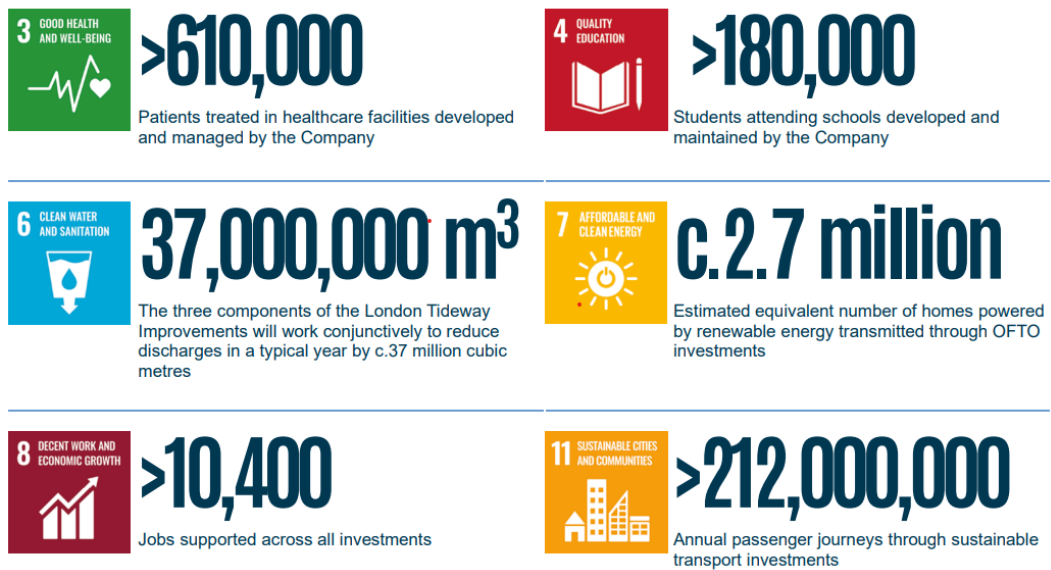 3 GOOD HEALTH
AND WELL-BEING
>610,000
Patients treated in healthcare facilities developed
and managed by the Company
4 QUALITY
EDUCATION
>180,000
Students attending schools developed and
maintained by the Company
6 CLEAN WATER
AND SANITATION
37,000,000 m³
The three components of the London Tideway
Improvements will work conjunctively to reduce
discharges in a typical year by c.37 million cubic
metres
7 AFFORDABLE AND
CLEAN ENERGY
c.2.7 million
Estimated equivalent number of homes powered
by renewable energy transmitted through OFTO
investments
8 DECENT WORK AND
ECONOMIC GROWTH
>10,400
Jobs supported across all investments
11 SUSTAINABLE CITIES
AND COMMUNITIES
>212,000,000
Annual passenger journeys through sustainable
transport investments